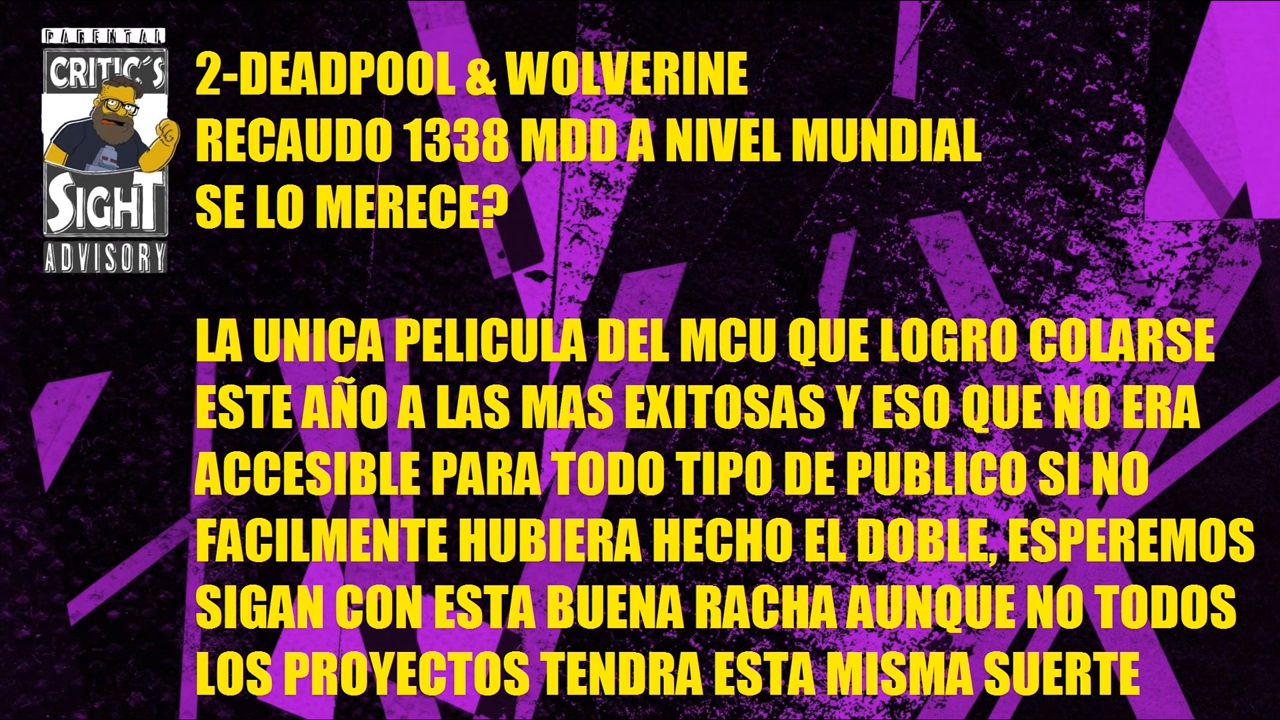 PARENTAL
CRITIC´S
SIGHT
ADVISORY
2-DEADPOOL & WOLVERINE
RECAUDO 1338 MDD A NIVEL MUNDIAL
SE LO MERECE?
LA UNICA PELICULA DEL MCU QUE LOGRO COLARSE
ESTE AÑO A LAS MAS EXITOSAS Y ESO QUE NO ERA
ACCESIBLE PARA TODO TIPO DE PUBLICO SI NO
FACILMENTE HUBIERA HECHO EL DOBLE, ESPEREMOS
SIGAN CON ESTA BUENA RACHA AUNQUE NO TODOS
LOS PROYECTOS TENDRA ESTA MISMA SUERTE